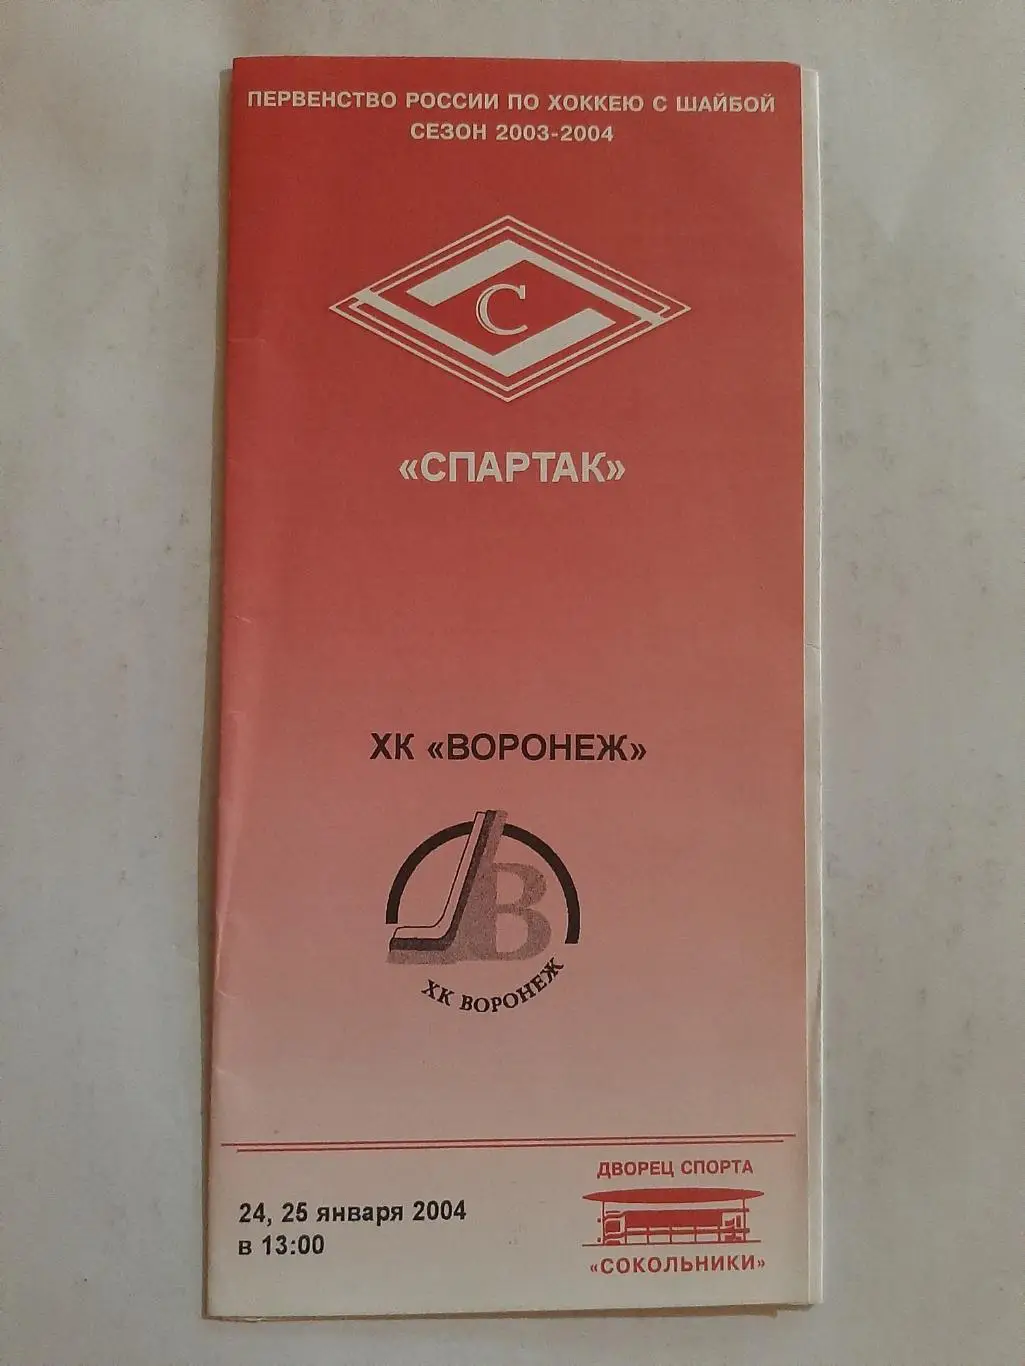 ПЕРВЕНСТВО РОССИИ ПО ХОККЕЮ С ШАЙБОЙ
СЕЗОН 2003-2004
С
«СПАРТАК»
ХК «ВОРОНЕЖ»
В
ХК ВОРОНЕЖ
ДВОРЕЦ СПОРТА
24, 25 января 2004
в 13:00
«СОКОЛЬНИКИ»